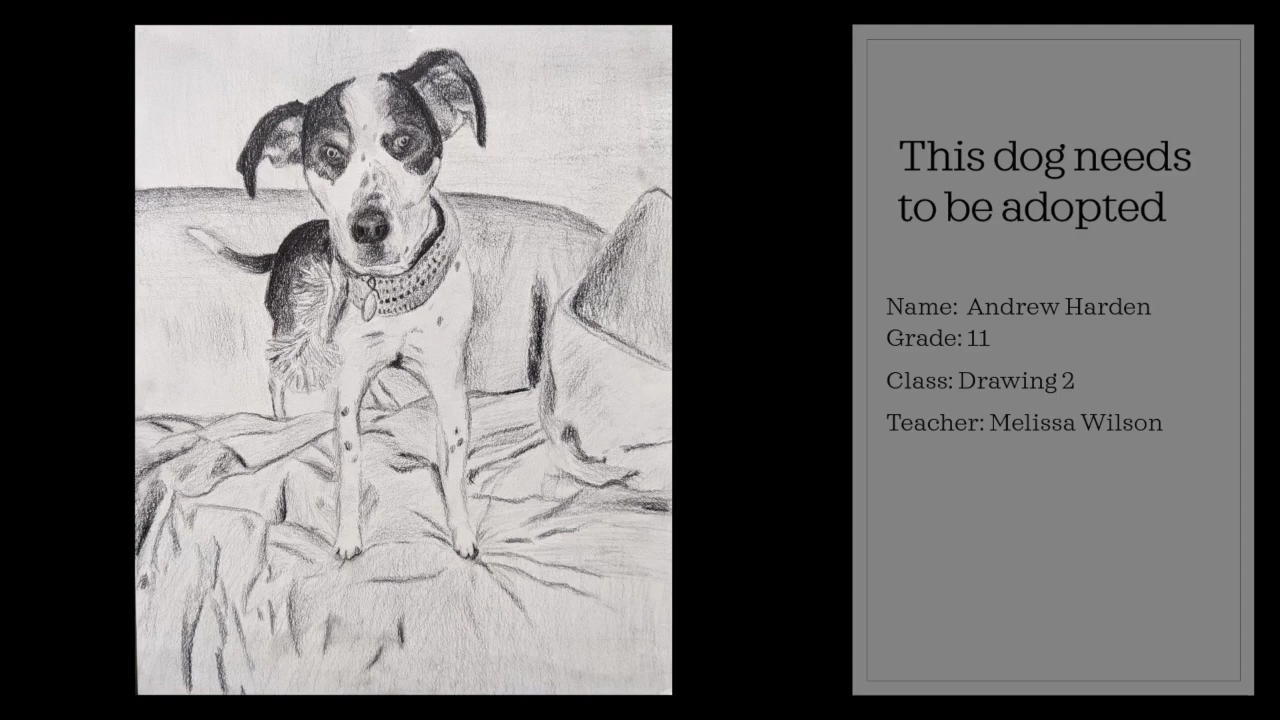 This dog needs
to be adopted
Name: Andrew Harden
Grade: 11
Class: Drawing 2
Teacher: Melissa Wilson